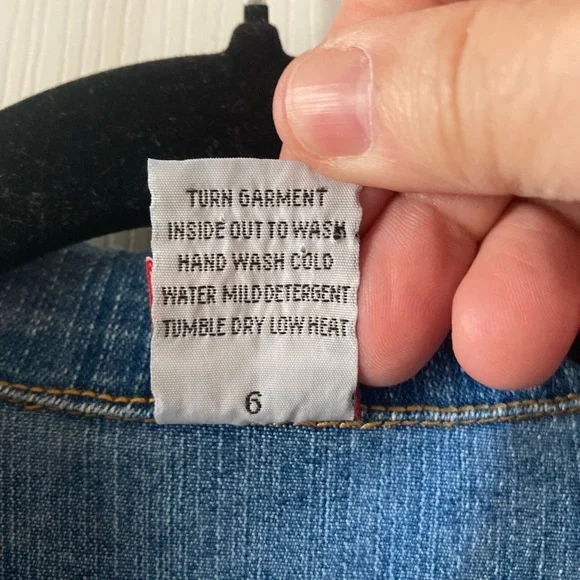 TURN GARMENT
INSIDE OUT TO WASH
HAND WASH COLD
WATER MILD DETERGENT
TUMBLE DRY LOW HEAT
6